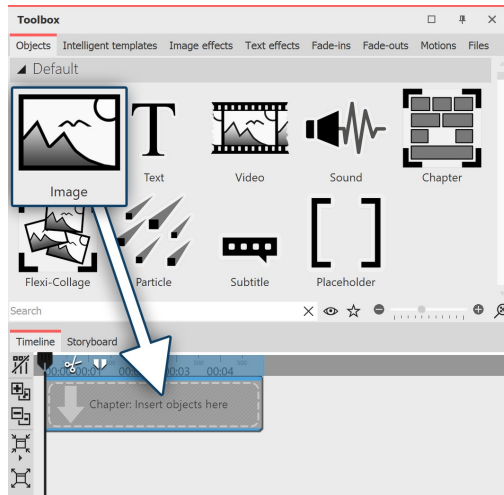 Toolbox
Objects Intelligent templates Image effects Text effects Fade-ins Fade-outs Motions Files
Default
Image Text Video Sound Chapter
Flexi-Collage Particle Subtitle Placeholder
Search
Timeline Storyboard
00:03 00:04
Chapter: Insert objects here